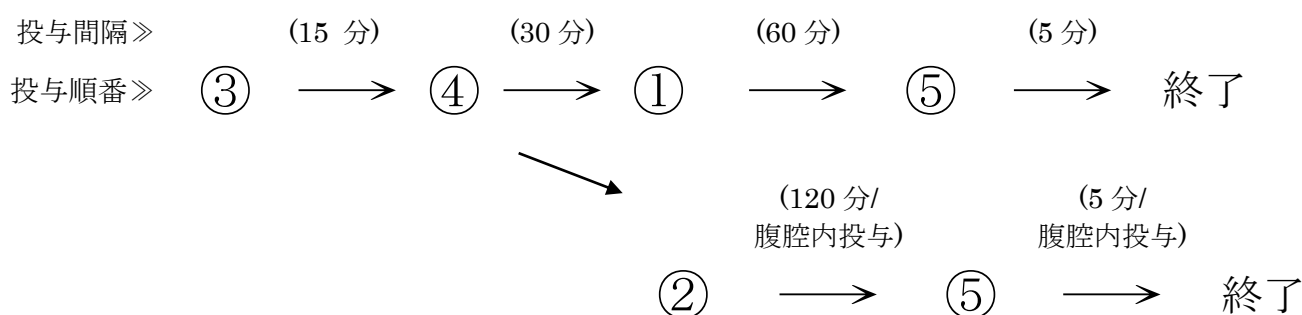 投与間隔≫ (15 分) (30 分) (60 分) (5 分)
投与順番≫ ③ ④ ① ⑤ 終了
(120 分/ (5 分/
腹腔内投与) 腹腔内投与)
② ⑤ 終了